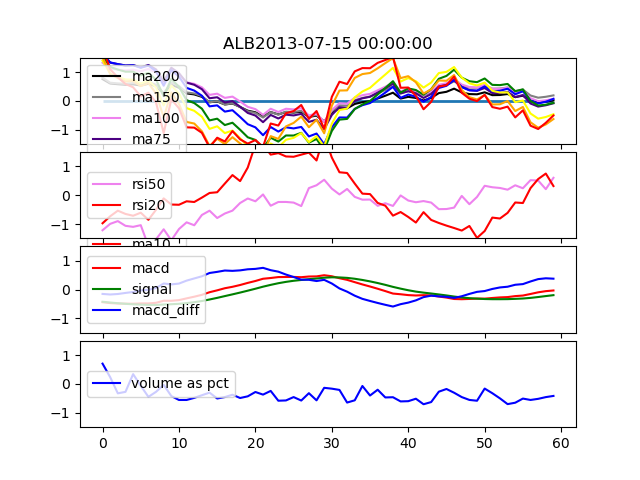 ALB2013-07-15 00:00:00
1
0
−1
ma200
ma150
ma100
ma75
1
0
−1
rsi50
rsi20
ma10
1
0
−1
macd
signal
macd_diff
1
0
−1
volume as pct
0 10 20 30 40 50 60